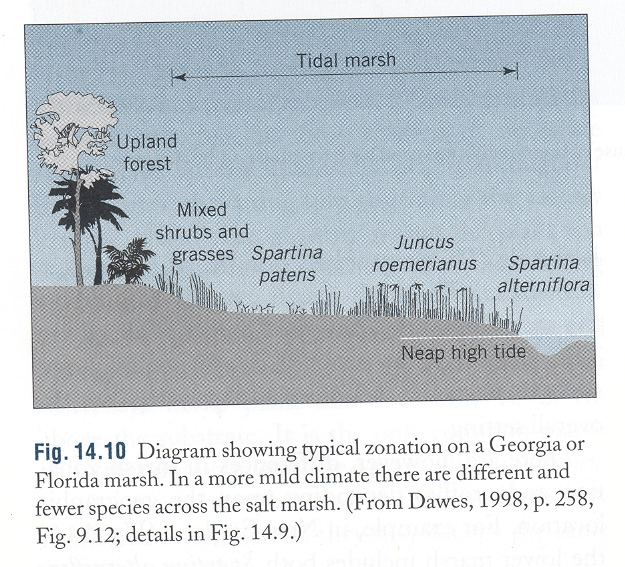 Tidal marsh
Upland
forest
Mixed
shrubs and
grasses
Spartina
patens
Juncus
roemerianus
Spartina
alterniflora
Neap high tide
Fig. 14.10 Diagram showing typical zonation on a Georgia or
Florida marsh. In a more mild climate there are different and
fewer species across the salt marsh. (From Dawes, 1998, p. 258,
Fig. 9.12; details in Fig. 14.9.)